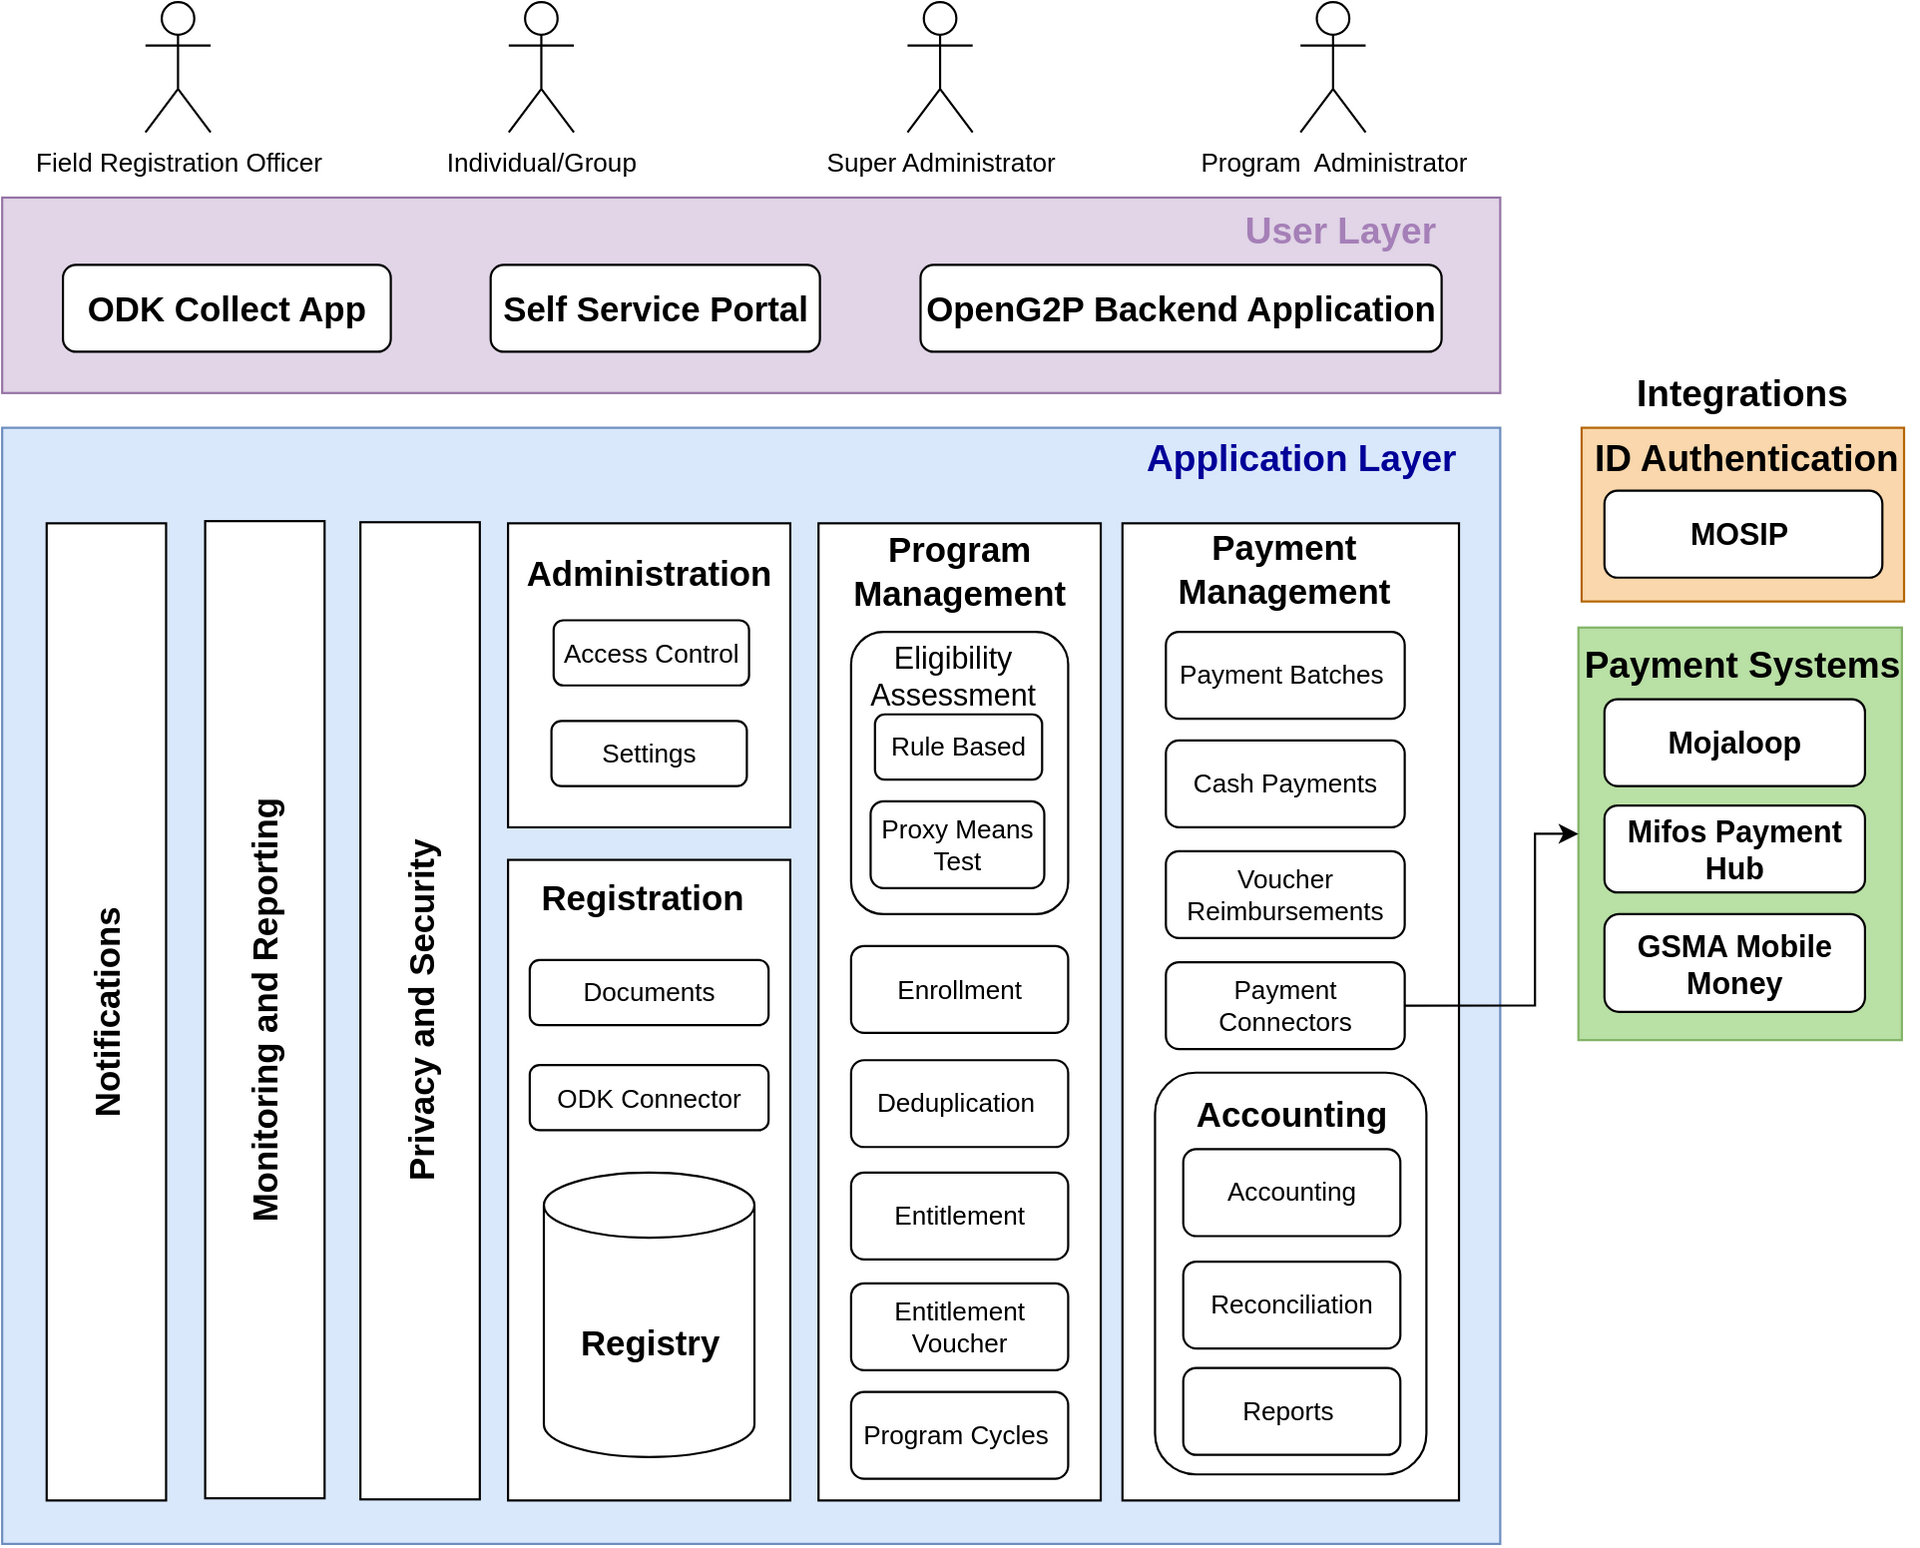 Field Registration Officer
Individual/Group
Super Administrator
Program  Administrator
User Layer
ODK Collect App
Self Service Portal
OpenG2P Backend Application
Application Layer
Notifications
Monitoring and Reporting
Privacy and Security
Administration
Access Control
Settings
Registration
Documents
ODK Connector
Registry
Program
Management
Eligibility
Assessment
Rule Based
Proxy Means
Test
Enrollment
Deduplication
Entitlement
Entitlement
Voucher
Program Cycles
Payment
Management
Payment Batches
Cash Payments
Voucher
Reimbursements
Payment
Connectors
Accounting
Accounting
Reconciliation
Reports
Integrations
ID Authentication
MOSIP
Payment Systems
Mojaloop
Mifos Payment
Hub
GSMA Mobile
Money